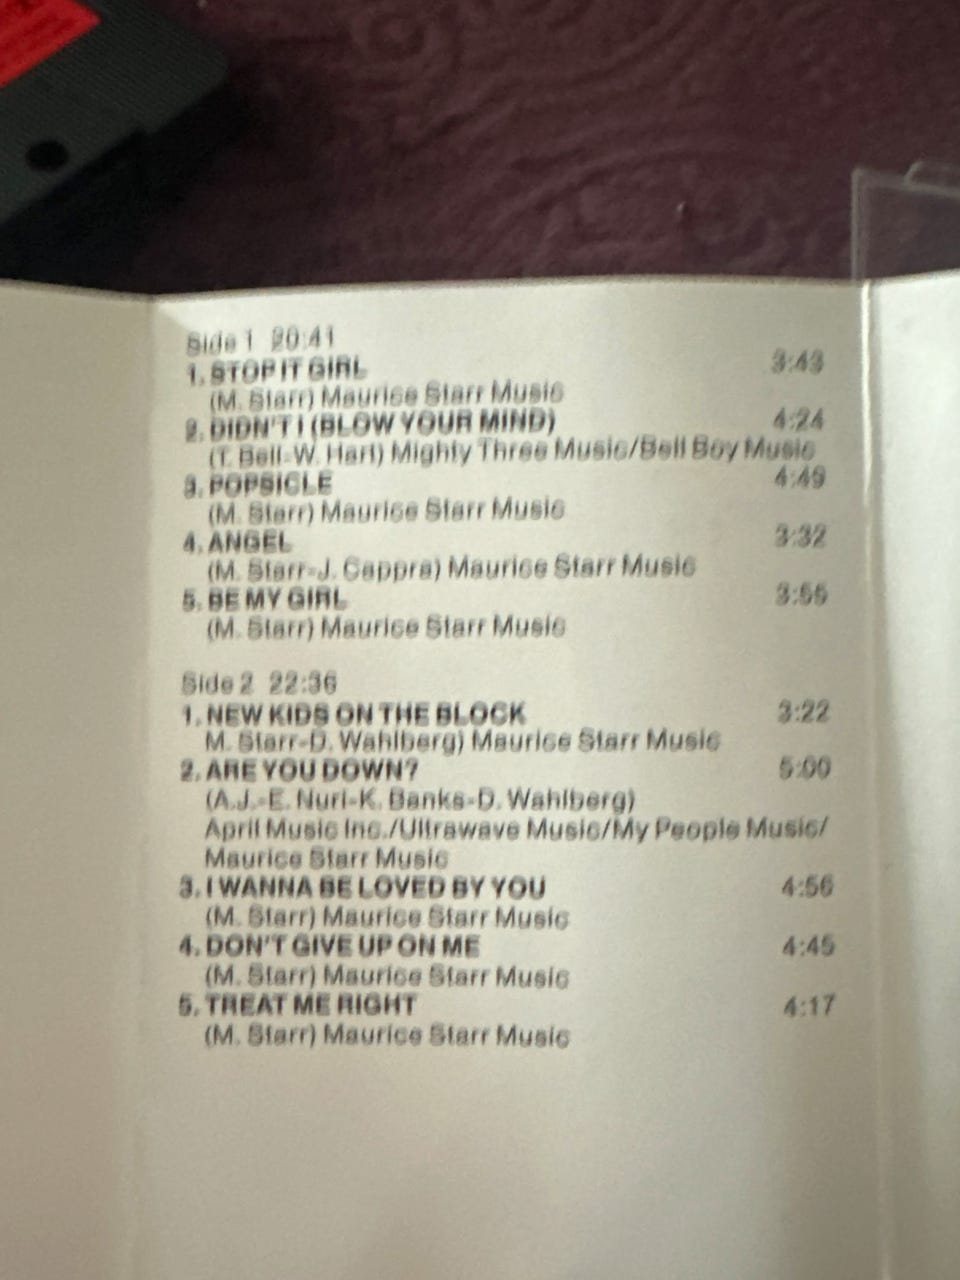 Side 1 20:41
1. STOP IT GIRL 3:43
(M. Starr) Maurice Starr Music
2. DIDN'T I (BLOW YOUR MIND) 4:24
(T. Bell-W. Hart) Mighty Three Music/Bell Boy Music
3. POPSICLE 4:49
(M. Starr) Maurice Starr Music
4. ANGEL 3:32
(M. Starr-J. Cappra) Maurice Starr Music
5. BE MY GIRL 3:55
(M. Starr) Maurice Starr Music
Side 2 22:36
1. NEW KIDS ON THE BLOCK 3:22
M. Starr-D. Wahlberg) Maurice Starr Music
2. ARE YOU DOWN? 5:00
(A.J.-E. Nuri-K. Banks-D. Wahlberg)
April Music Inc./Ultrawave Music/My People Music/
Maurice Starr Music
3. I WANNA BE LOVED BY YOU 4:56
(M. Starr) Maurice Starr Music
4. DON'T GIVE UP ON ME 4:45
(M. Starr) Maurice Starr Music
5. TREAT ME RIGHT 4:17
(M. Starr) Maurice Starr Music